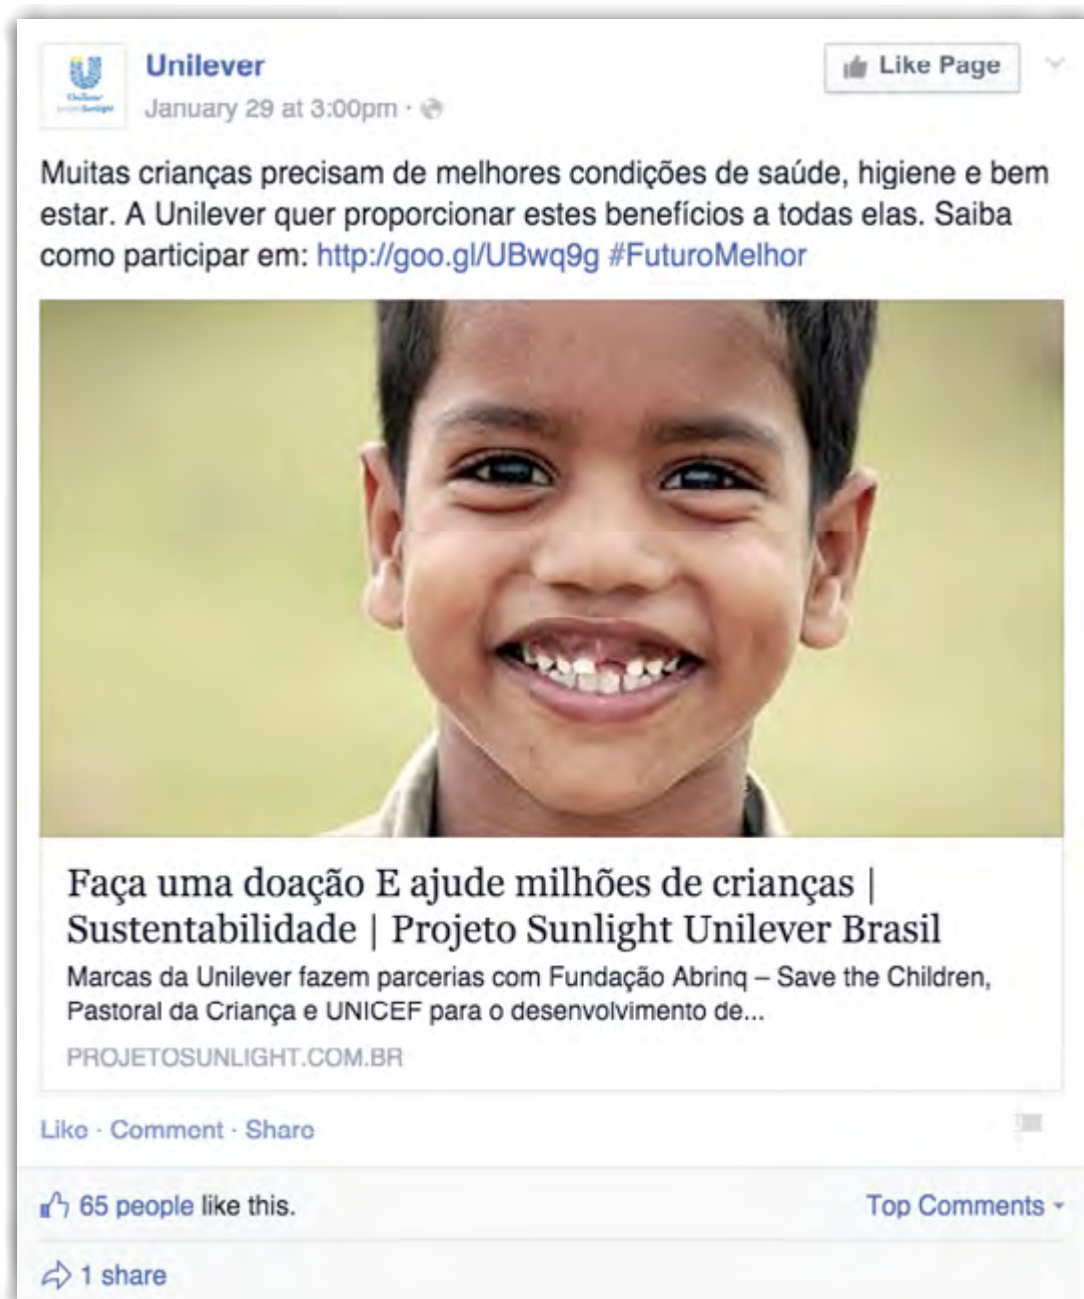 Unilever
Like Page
January 29 at 3:00pm ·
Muitas crianças precisam de melhores condições de saúde, higiene e bem
estar. A Unilever quer proporcionar estes benefícios a todas elas. Saiba
como participar em: http://goo.gl/UBwq9g #FuturoMelhor
Faça uma doação E ajude milhões de crianças |
Sustentabilidade | Projeto Sunlight Unilever Brasil
Marcas da Unilever fazem parcerias com Fundação Abrinq – Save the Children,
Pastoral da Criança e UNICEF para o desenvolvimento de...
PROJETOSUNLIGHT.COM.BR
Like · Comment · Share
65 people like this.
Top Comments
1 share